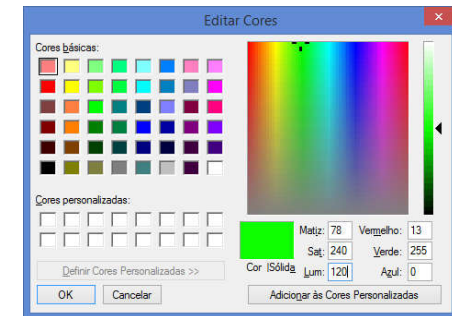 Editar Cores
Cores básicas:
Cores personalizadas:
Definir Cores Personalizadas >>
OK Cancelar
Matiz: 78 Vermelho: 13
Sat: 240 Verde: 255
Cor |Sólida Lum: 120 Azul: 0
Adicionar às Cores Personalizadas